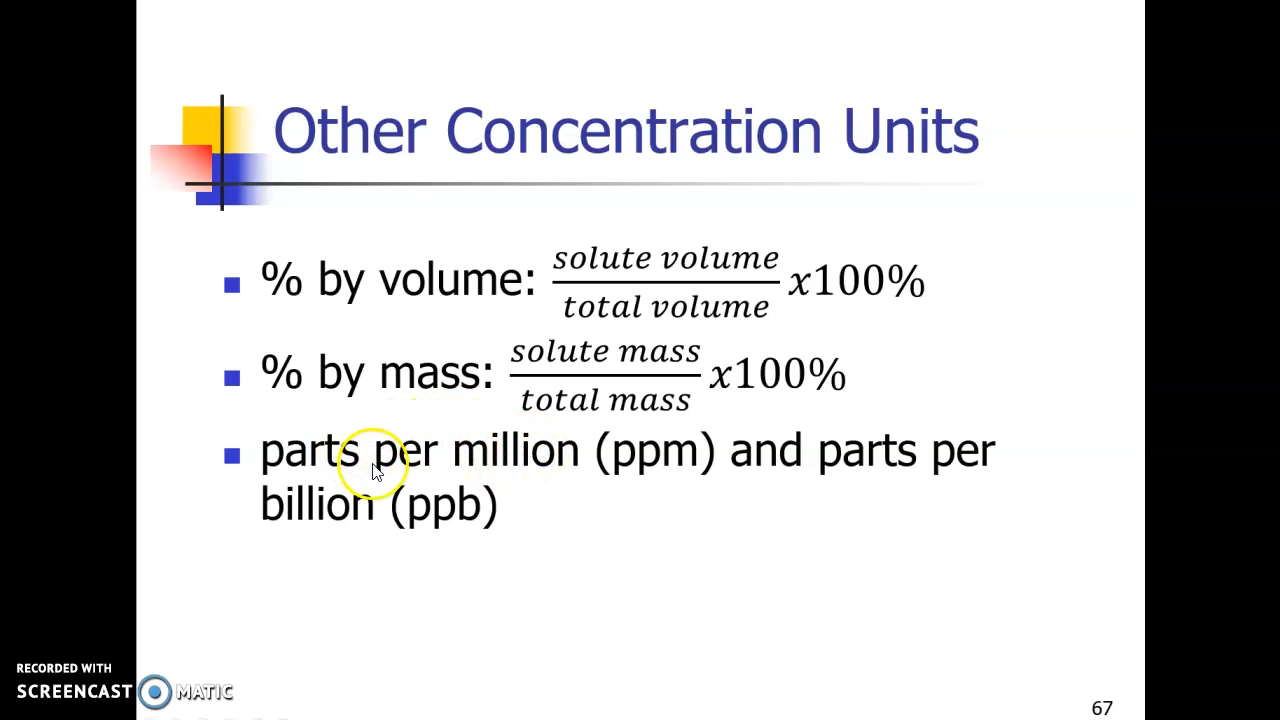 Other Concentration Units
% by volume: solute volume / total volume x100%
% by mass: solute mass / total mass x100%
parts per million (ppm) and parts per
billion (ppb)
RECORDED WITH
SCREENCAST MATIC
67